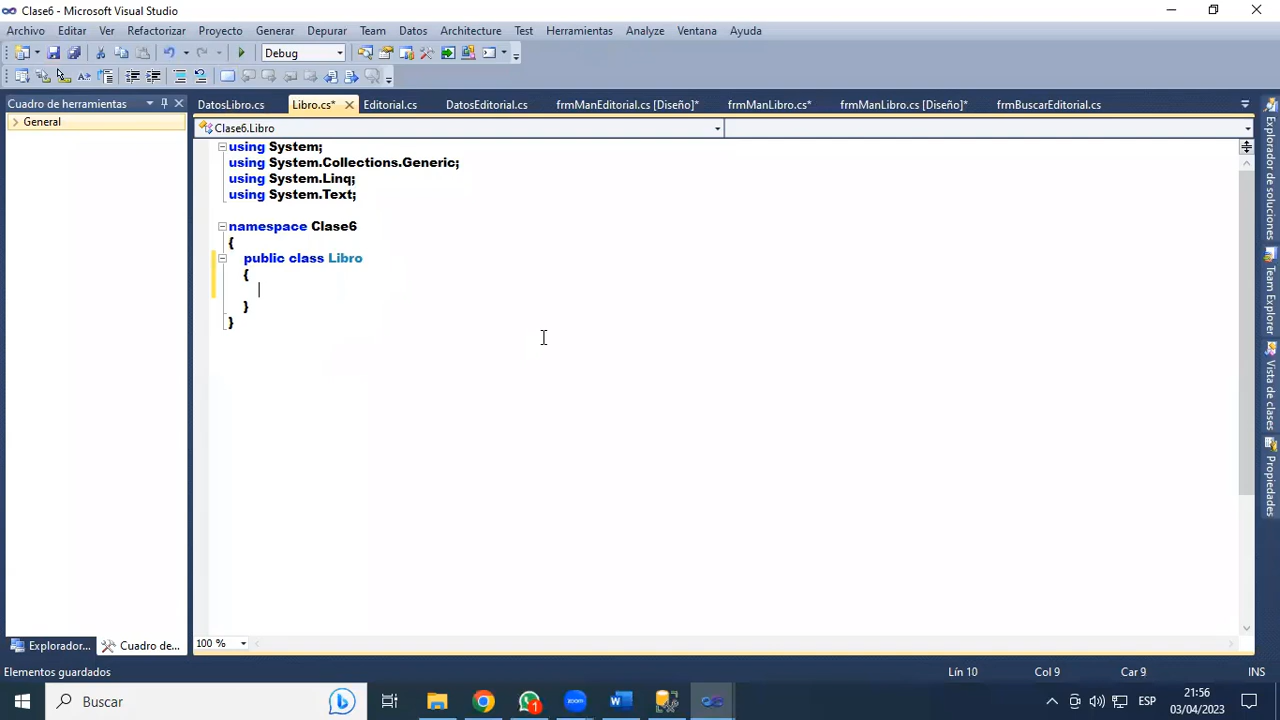 Clase6 - Microsoft Visual Studio
Archivo Editar Ver Refactorizar Proyecto Generar Depurar Team Datos Herramientas Architecture Test Analyze Ventana Ayuda
Debug
Cuadro de herramientas
DatosLibro.cs Libro.cs* Editorial.cs DatosEditorial.cs frmManEditorial.cs [Diseño]* frmManLibro.cs* frmManLibro.cs [Diseño]* frmBuscarEditorial.cs
General
Clase6.Libro
using System;
using System.Collections.Generic;
using System.Linq;
using System.Text;
namespace Clase6
{
public class Libro
{
}
}
Explorador de soluciones
Team Explorer
Vista de clases
Propiedades
100 %
Explorador... Cuadro de...
Elementos guardados Lín 10 Col 9 Car 9 INS
Buscar
1
zoom
ESP
21:56
03/04/2023